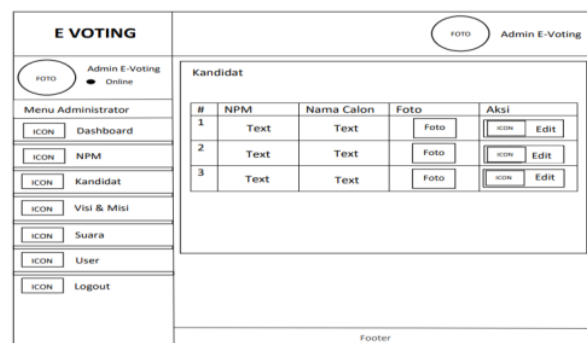 E VOTING
FOTO Admin E-Voting
FOTO Admin E-Voting
Online
Menu Administrator
ICON Dashboard
ICON NPM
ICON Kandidat
ICON Visi & Misi
ICON Suara
ICON User
ICON Logout
Kandidat
# NPM Nama Calon Foto Aksi
1 Text Text Foto ICON Edit
2 Text Text Foto ICON Edit
3 Text Text Foto ICON Edit
Footer